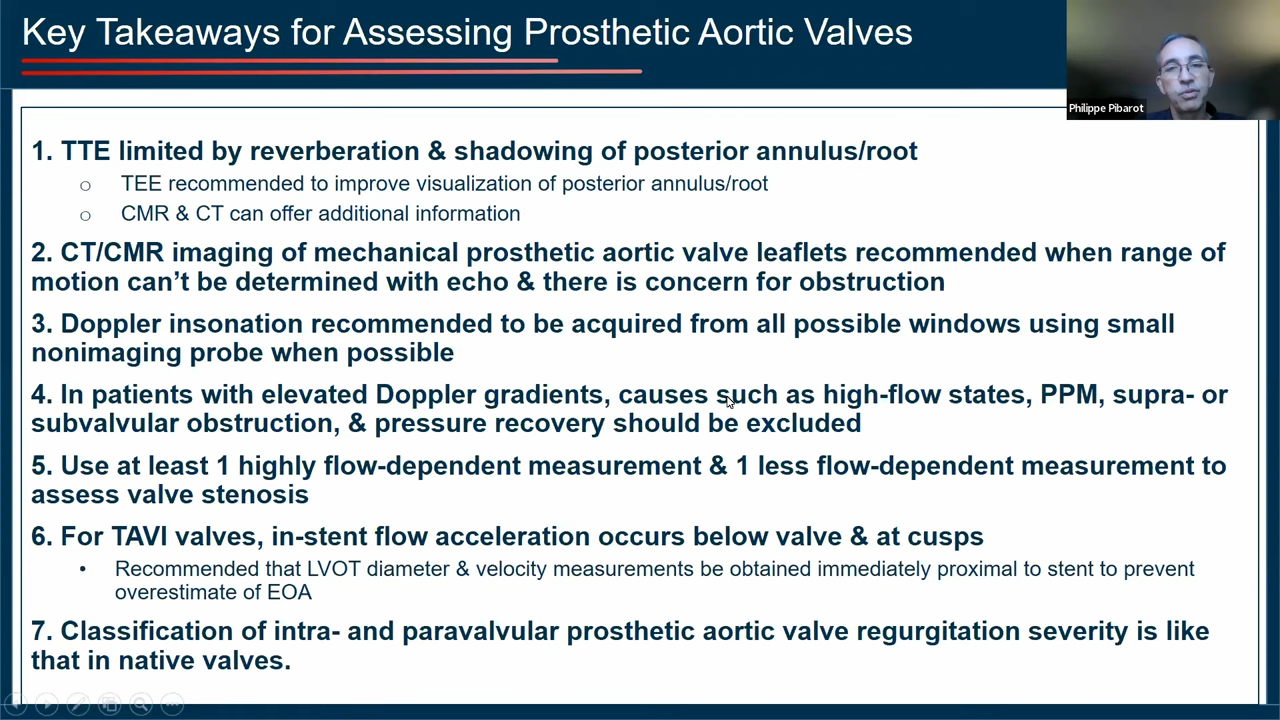 Key Takeaways for Assessing Prosthetic Aortic Valves
Philippe Pibarot
1. TTE limited by reverberation & shadowing of posterior annulus/root
○ TEE recommended to improve visualization of posterior annulus/root
○ CMR & CT can offer additional information
2. CT/CMR imaging of mechanical prosthetic aortic valve leaflets recommended when range of
motion can’t be determined with echo & there is concern for obstruction
3. Doppler insonation recommended to be acquired from all possible windows using small
nonimaging probe when possible
4. In patients with elevated Doppler gradients, causes such as high-flow states, PPM, supra- or
subvalvular obstruction, & pressure recovery should be excluded
5. Use at least 1 highly flow-dependent measurement & 1 less flow-dependent measurement to
assess valve stenosis
6. For TAVI valves, in-stent flow acceleration occurs below valve & at cusps
• Recommended that LVOT diameter & velocity measurements be obtained immediately proximal to stent to prevent
overestimate of EOA
7. Classification of intra- and paravalvular prosthetic aortic valve regurgitation severity is like
that in native valves.